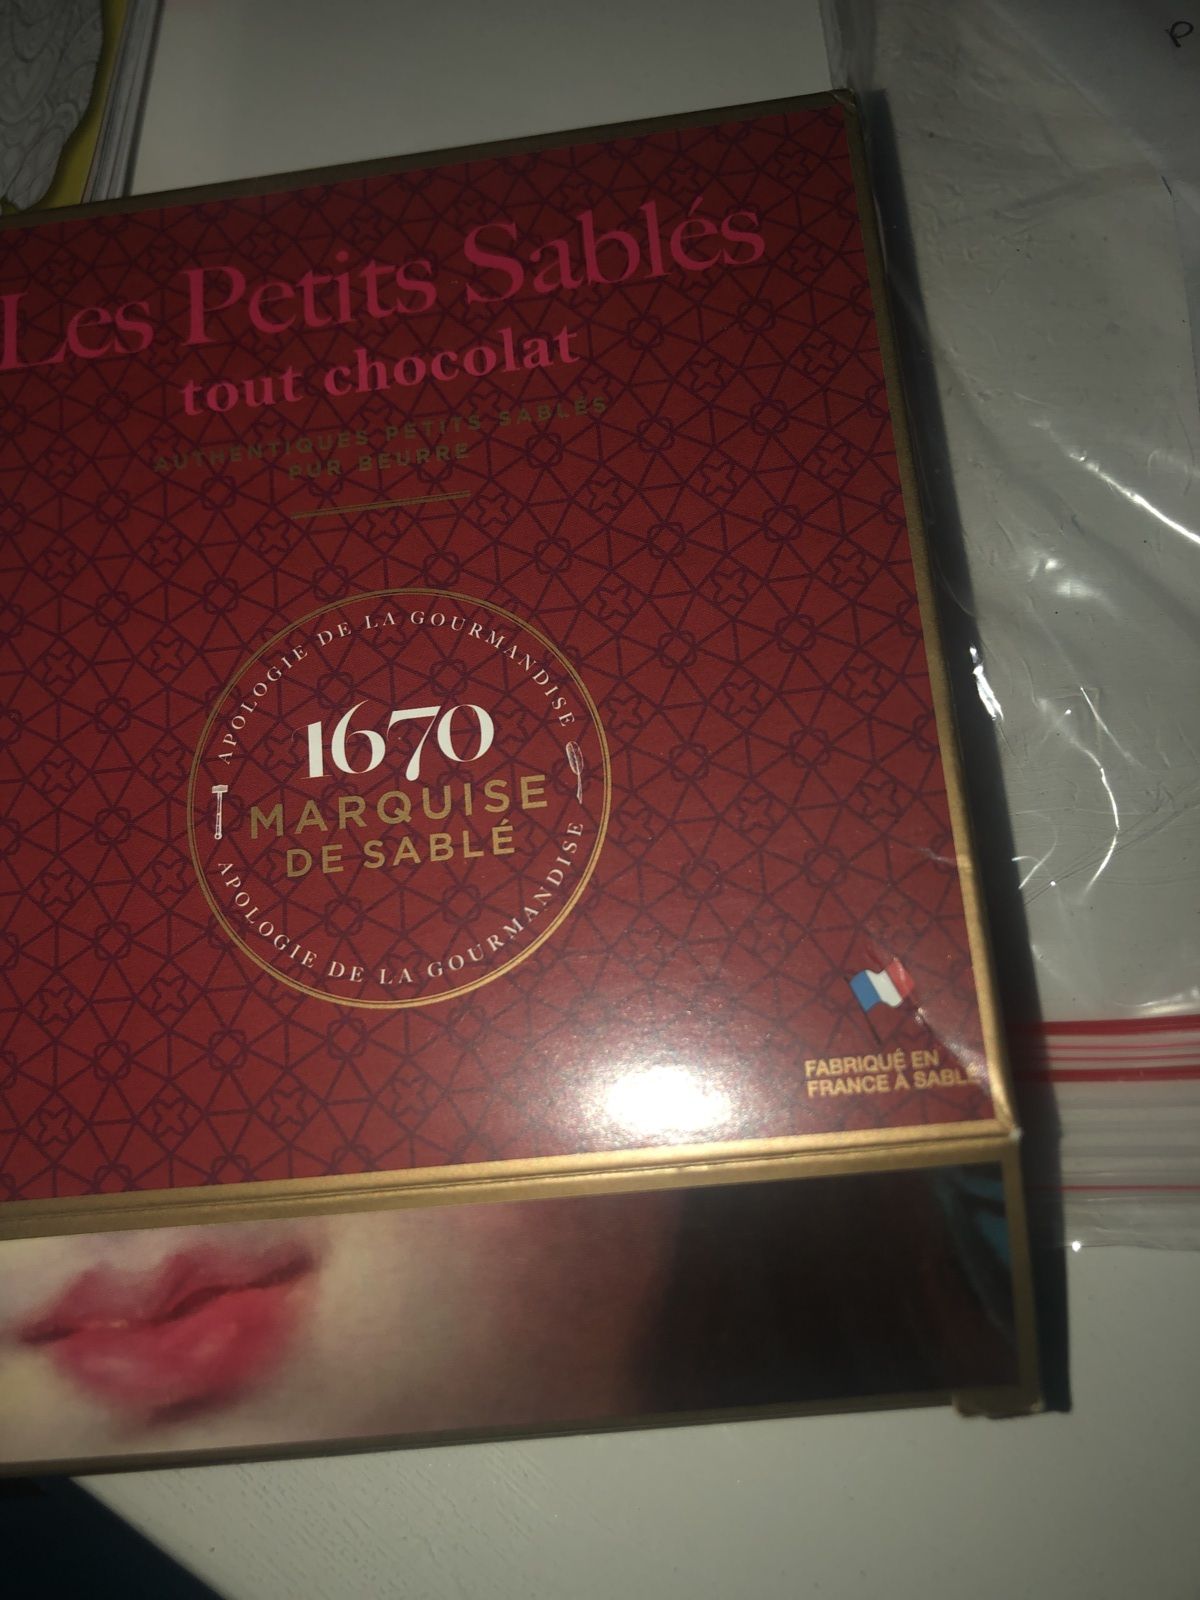 Les Petits Sablés
tout chocolat
AUTHENTIQUES PETITS SABLÉS
PUR BEURRE
APOLOGIE DE LA GOURMANDISE
1670
MARQUISE
DE SABLÉ
APOLOGIE DE LA GOURMANDISE
FABRIQUÉ EN
FRANCE À SABLÉ
P